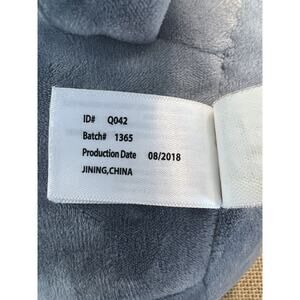 ID# Q042
Batch# 1365
Production Date 08/2018
JINING,CHINA